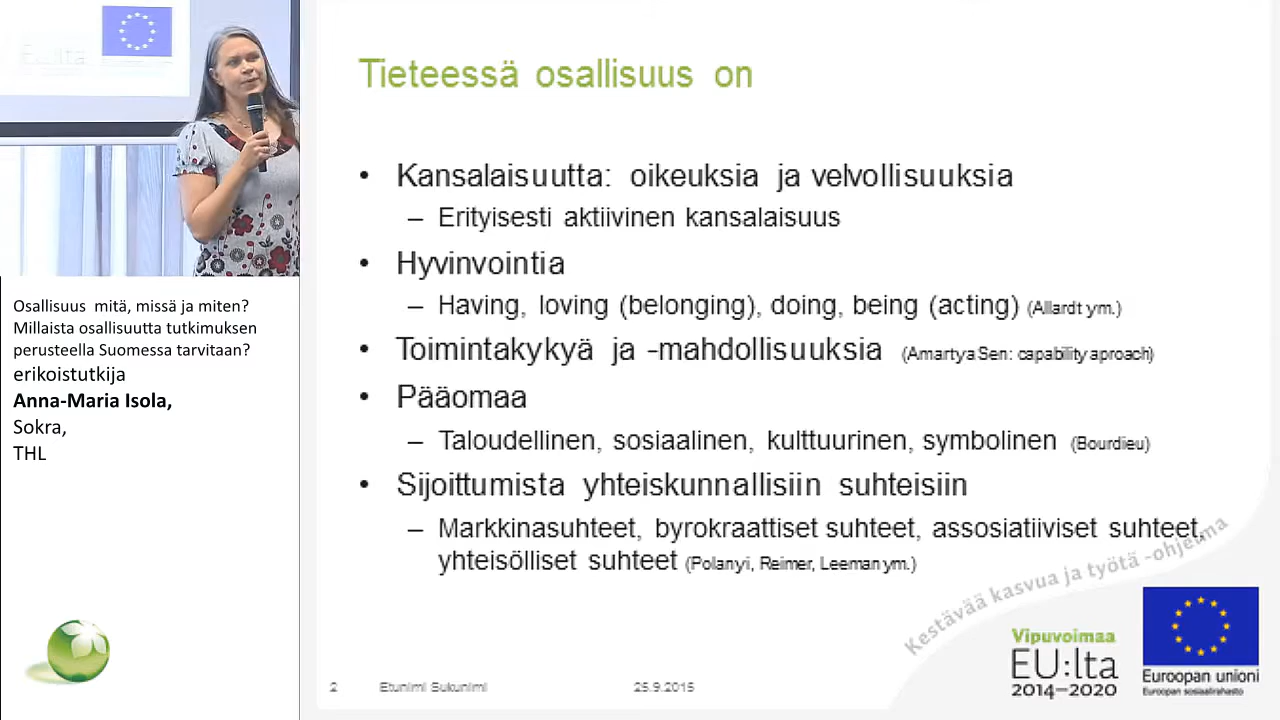 EU:lta
Osallisuus mitä, missä ja miten?
Millaista osallisuutta tutkimuksen
perusteella Suomessa tarvitaan?
erikoistutkija
Anna-Maria Isola,
Sokra,
THL
Tieteessä osallisuus on
• Kansalaisuutta: oikeuksia ja velvollisuuksia
– Erityisesti aktiivinen kansalaisuus
• Hyvinvointia
– Having, loving (belonging), doing, being (acting) (Allardt ym.)
• Toimintakykyä ja -mahdollisuuksia (Amartya Sen: capability aproach)
• Pääomaa
– Taloudellinen, sosiaalinen, kulttuurinen, symbolinen (Bourdieu)
• Sijoittumista yhteiskunnallisiin suhteisiin
– Markkinasuhteet, byrokraattiset suhteet, assosiatiiviset suhteet,
yhteisölliset suhteet (Polanyi, Reimer, Leeman ym.)
Kestävää kasvua ja työtä -ohjelma
Vipuvoimaa
EU:lta
2014–2020
Euroopan unioni
Euroopan sosiaalirahasto
2 Etunimi Sukunimi 25.9.2015